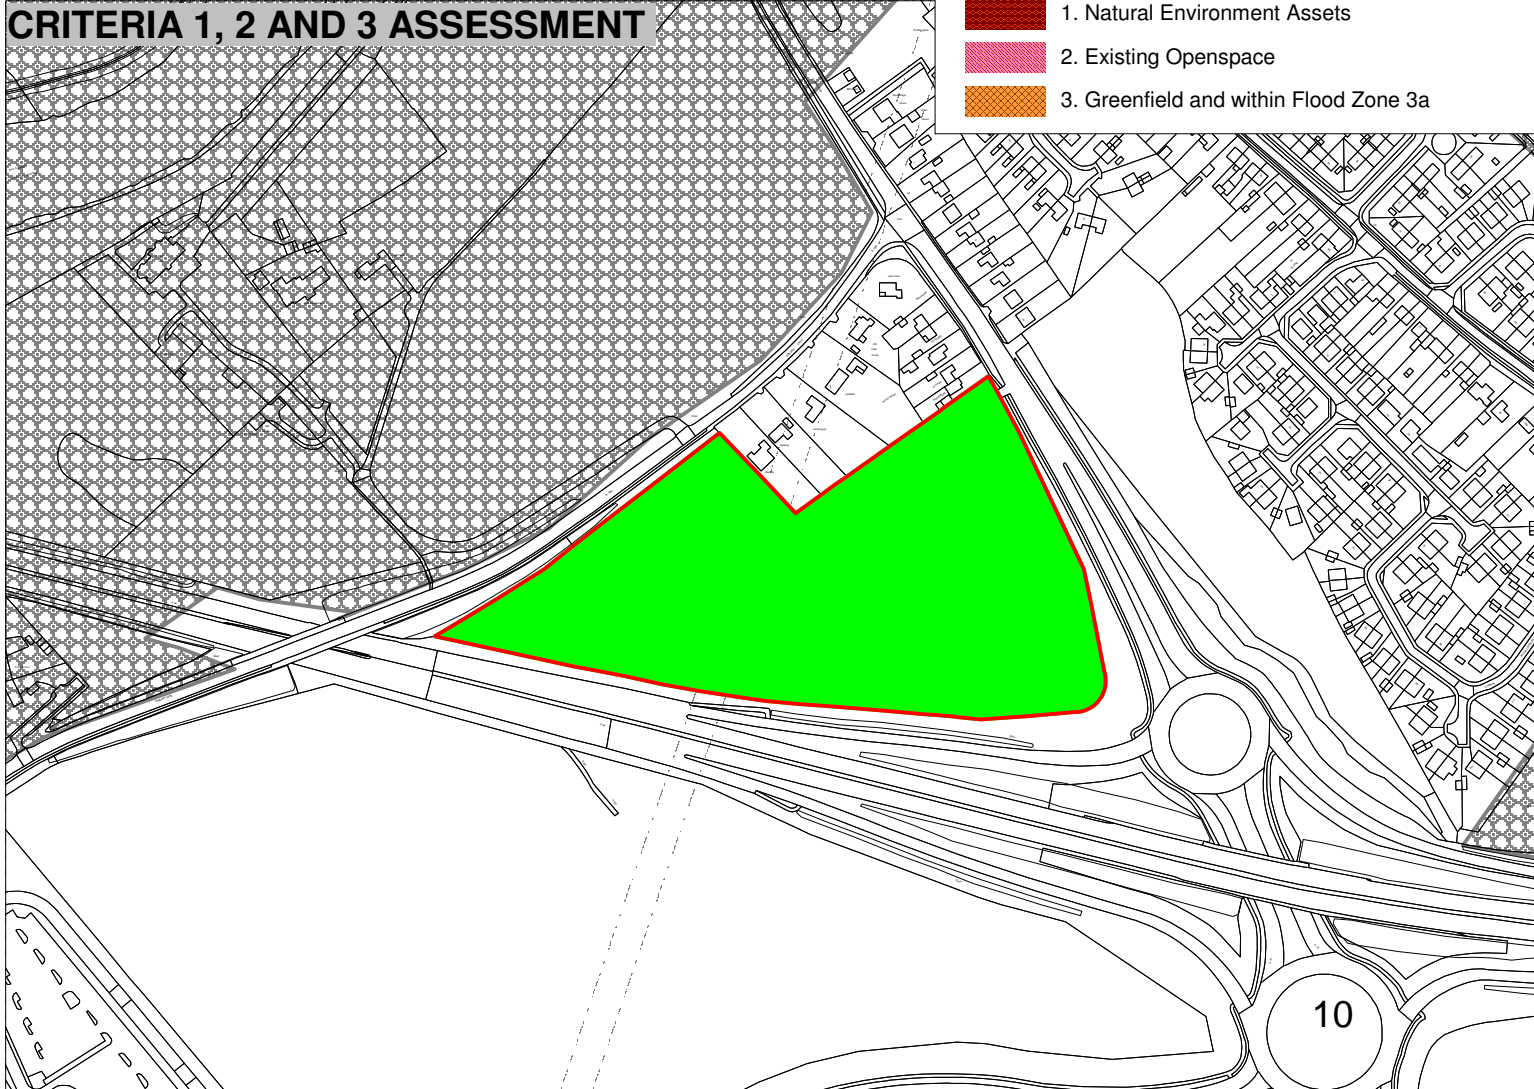 CRITERIA 1, 2 AND 3 ASSESSMENT
1. Natural Environment Assets
2. Existing Openspace
3. Greenfield and within Flood Zone 3a
10